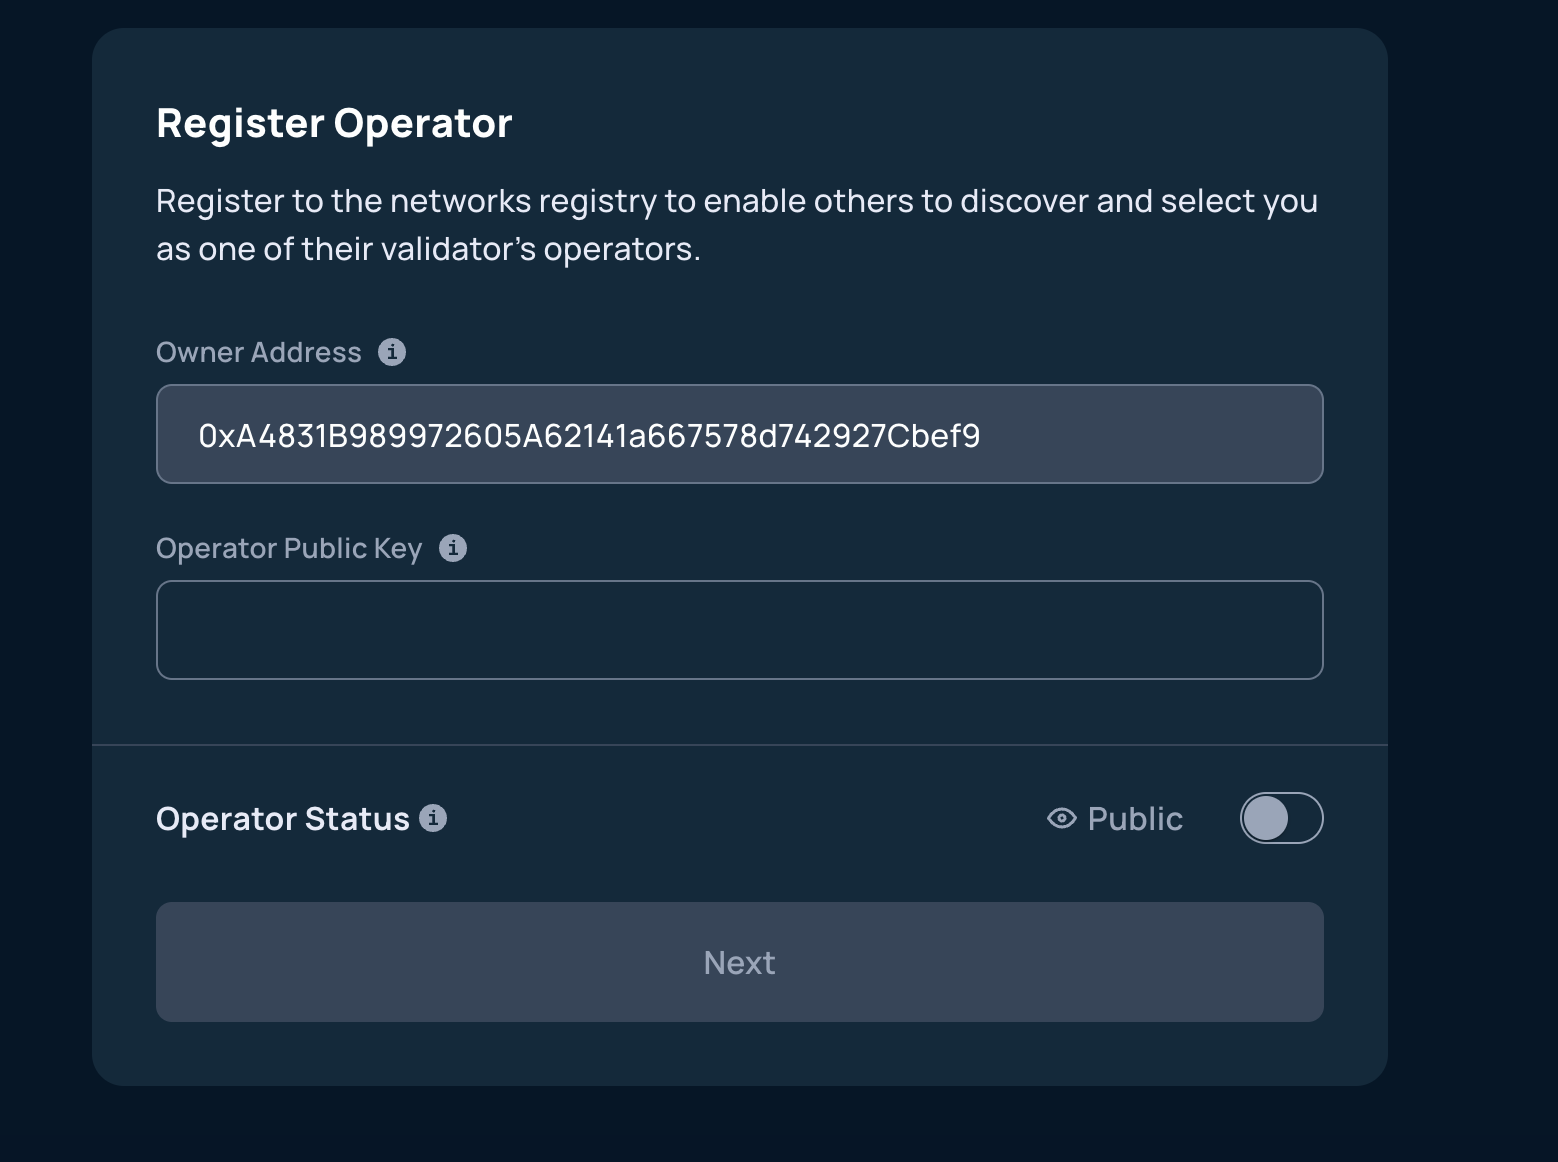 Register Operator
Register to the networks registry to enable others to discover and select you
as one of their validator’s operators.
Owner Address
0xA4831B989972605A62141a667578d742927Cbef9
Operator Public Key
Operator Status
Public
Next